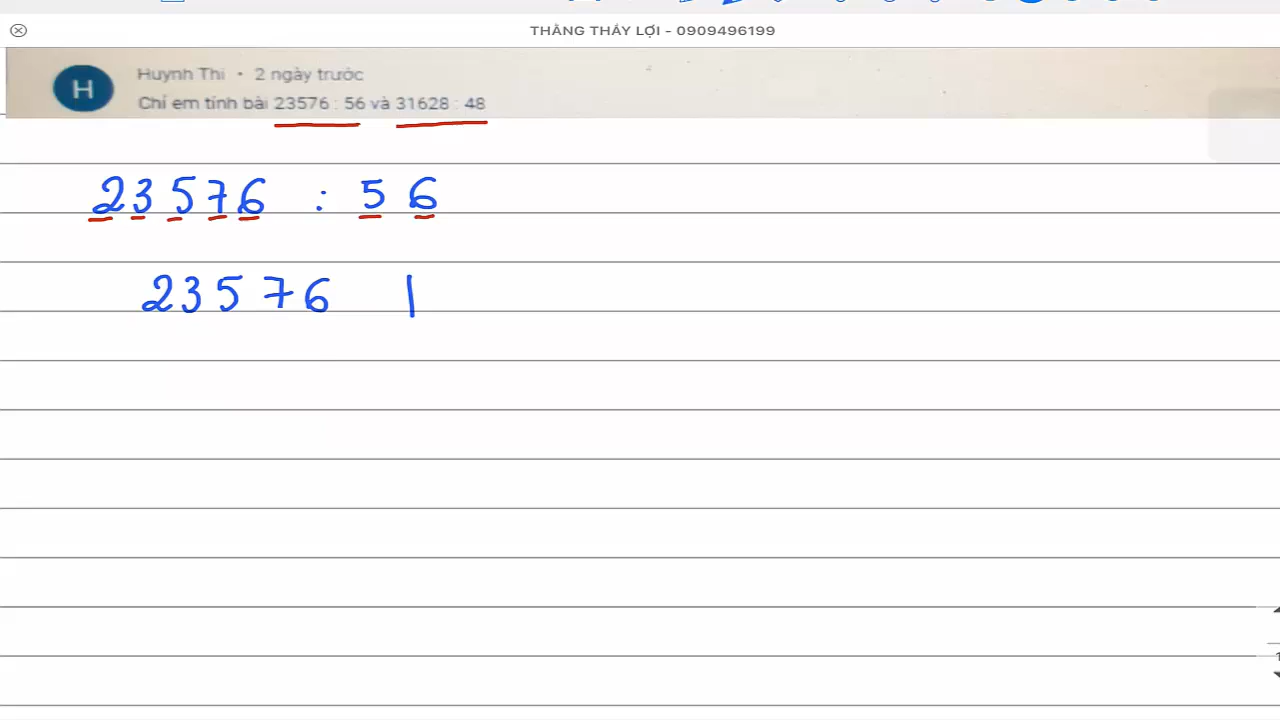 THẦNG THẦY LỢI - 0909496199
Huynh Thi • 2 ngày trước
Chỉ em tính bài 23576 : 56 và 31628 : 48
23576 : 56
23576 |
1